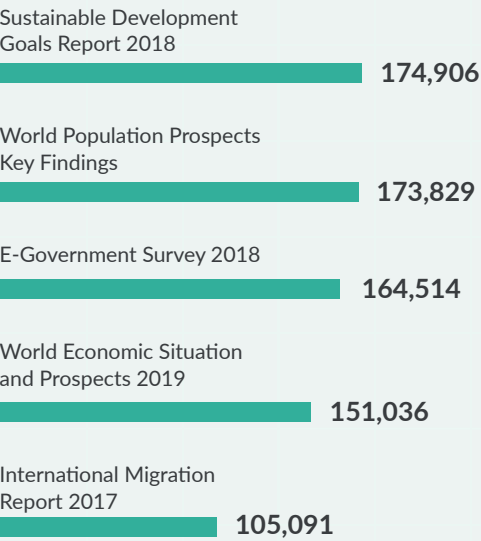 Sustainable Development
Goals Report 2018
174,906
World Population Prospects
Key Findings
173,829
E-Government Survey 2018
164,514
World Economic Situation
and Prospects 2019
151,036
International Migration
Report 2017
105,091